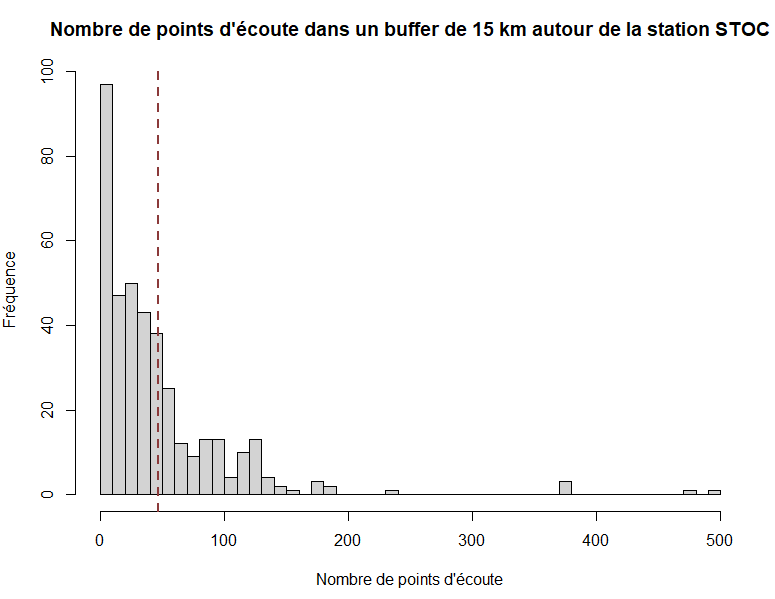 Nombre de points d'écoute dans un buffer de 15 km autour de la station STOC
Fréquence
100
80
60
40
20
0
0 100 200 300 400 500
Nombre de points d'écoute